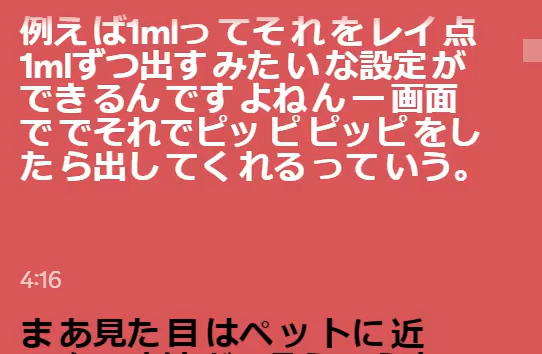 例えば1mlってそれをレイ点
1mlずつ出すみたいな設定が
できるんですよねんー画面
ででそれでピッピピッピをし
たら出してくれるっていう。
4:16
まあ見た目はペットに近